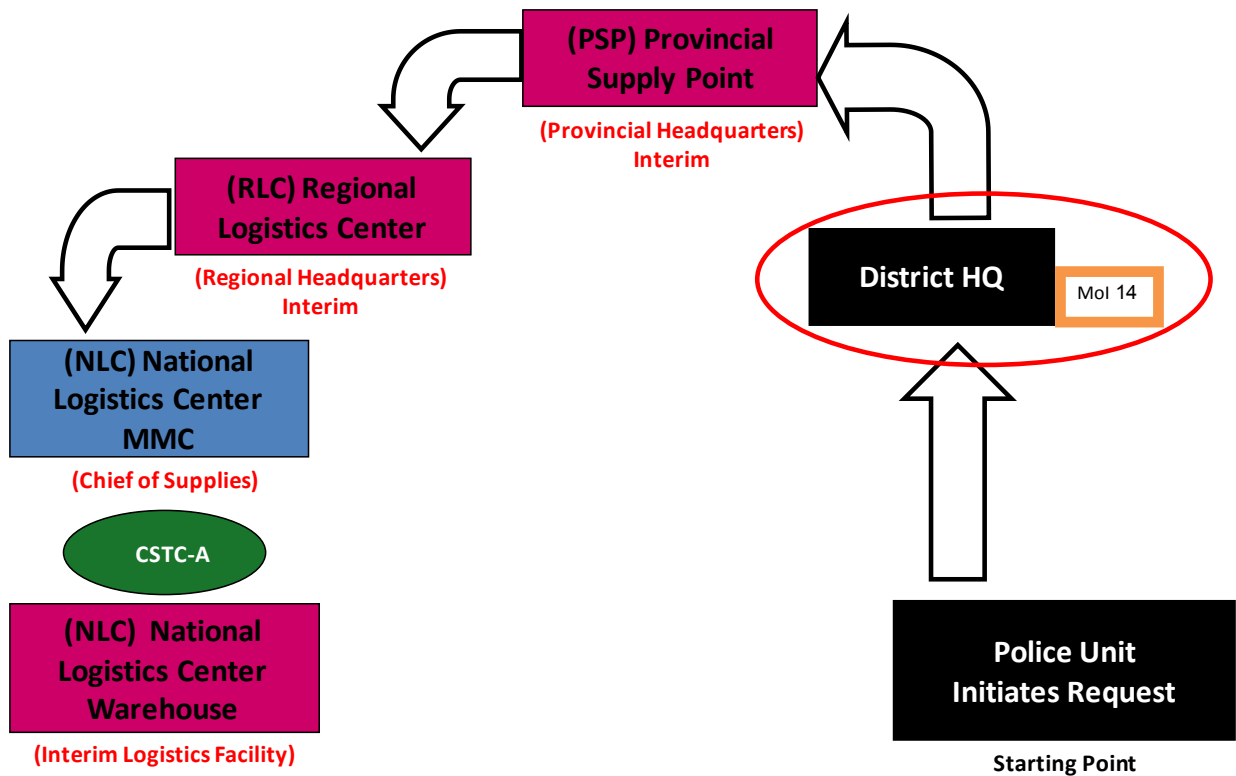 (PSP) Provincial
Supply Point
(Provincial Headquarters)
Interim
(RLC) Regional
Logistics Center
(Regional Headquarters)
Interim
District HQ
MoI 14
(NLC) National
Logistics Center
MMC
(Chief of Supplies)
CSTC-A
(NLC) National
Logistics Center
Warehouse
(Interim Logistics Facility)
Police Unit
Initiates Request
Starting Point